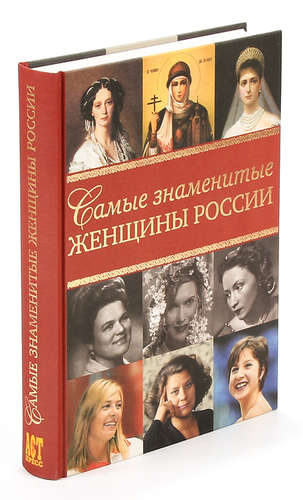 Самые знаменитые
ЖЕНЩИНЫ РОССИИ
САМЫЕ ЗНАМЕНИТЫЕ ЖЕНЩИНЫ РОССИИ
АСТ
ПРЕСС